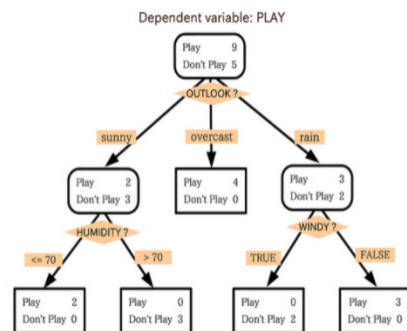 Dependent variable: PLAY
Play 9
Don't Play 5
OUTLOOK ?
sunny
overcast
rain
Play 2
Don't Play 3
Play 4
Don't Play 0
Play 3
Don't Play 2
HUMIDITY ?
WINDY ?
<= 70
> 70
TRUE
FALSE
Play 2
Don't Play 0
Play 0
Don't Play 3
Play 0
Don't Play 2
Play 3
Don't Play 0